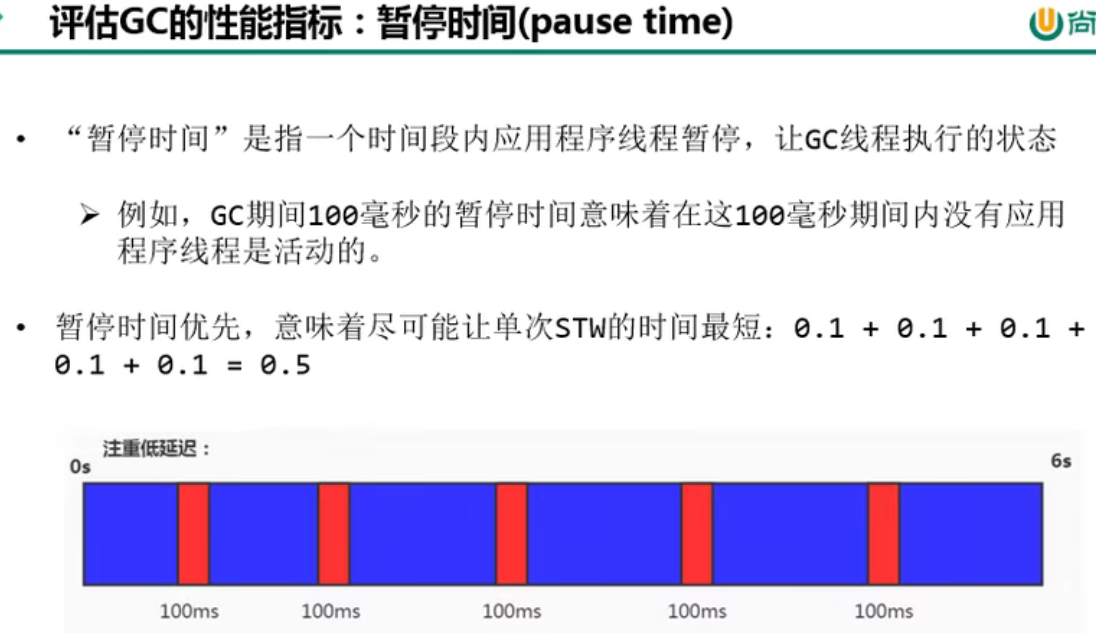 评估GC的性能指标：暂停时间(pause time)
尚
• “暂停时间”是指一个时间段内应用程序线程暂停，让GC线程执行的状态
➢ 例如，GC期间100毫秒的暂停时间意味着在这100毫秒期间内没有应用
程序线程是活动的。
• 暂停时间优先，意味着尽可能让单次STW的时间最短：0.1 + 0.1 + 0.1 +
0.1 + 0.1 = 0.5
注重低延迟：
0s
6s
100ms 100ms 100ms 100ms 100ms